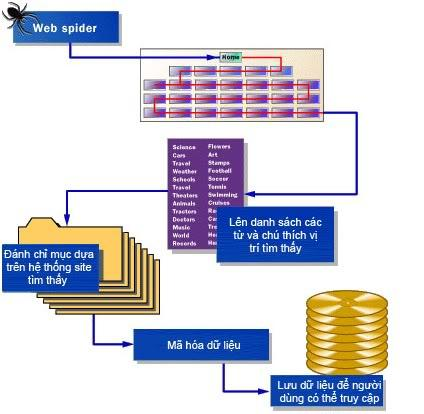 Web spider
Home
Science Flowers
Cars Art
Travel Stamps
Weather Football
Schools Soccer
Travel Tennis
Theaters Swimming
Animals Cruises
Tractors
Doctors
Music
World
Records
Lên danh sách các
từ và chú thích vị
trí tìm thấy
Đánh chỉ mục dựa
trên hệ thống site
tìm thấy
Mã hóa dữ liệu
Lưu dữ liệu để người
dùng có thể truy cập